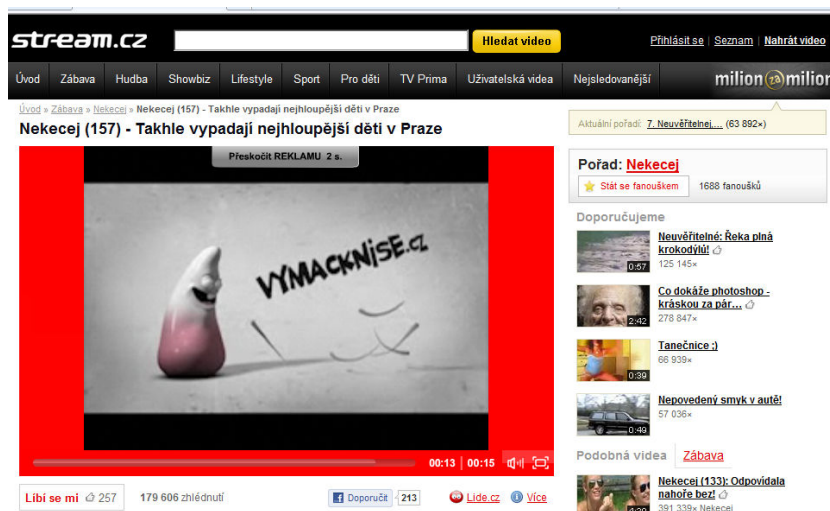 stream.cz
Hledat video
Přihlásit se | Seznam | Nahrát video
Úvod Zábava Hudba Showbiz Lifestyle Sport Pro děti TV Prima Uživatelská videa Nejsledovanější milion za milion
Úvod » Zábava » Nekecej » Nekecej (157) - Takhle vypadají nejhloupější děti v Praze
Nekecej (157) - Takhle vypadají nejhloupější děti v Praze
Přeskočit REKLAMU 2 s.
VYMACKNiSE.cz
00:13 | 00:15
Libí se mi 257
179 606 zhlédnutí
Doporučit 213
Lide.cz
Více
Aktuální pořadí: 7. Neuvěřitelnej,... (63 892×)
Pořad: Nekecej
Stát se fanouškem 1688 fanoušků
Doporučujeme
0:57
Neuvěřitelné: Řeka plná
krokodýlů!
125 145×
2:42
Co dokáže photoshop -
kráskou za pár…
278 847×
0:39
Tanečnice ;)
66 939×
0:49
Nepovedený smyk v autě!
57 036×
Podobná videa Zábava
Nekecej (133): Odpovídala
nahoře bez!
391 339× Nekecej